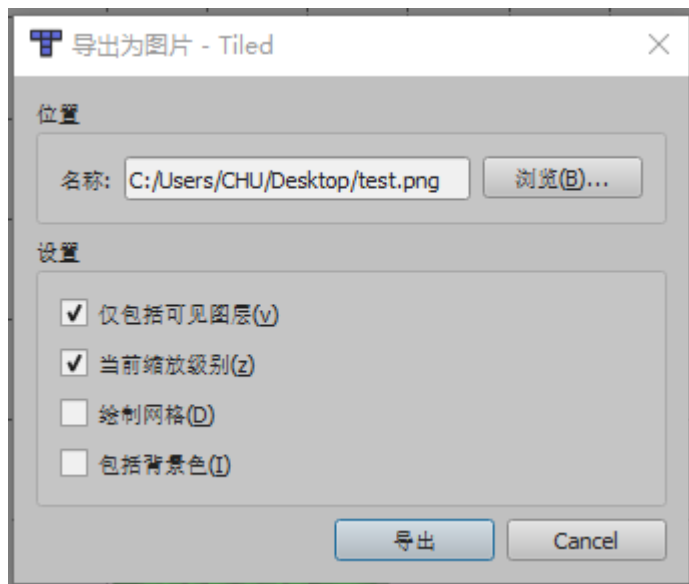 导出为图片 - Tiled
位置
名称: C:/Users/CHU/Desktop/test.png 浏览(B)...
设置
仅包括可见图层(v)
当前缩放级别(z)
绘制网格(D)
包括背景色(I)
导出 Cancel